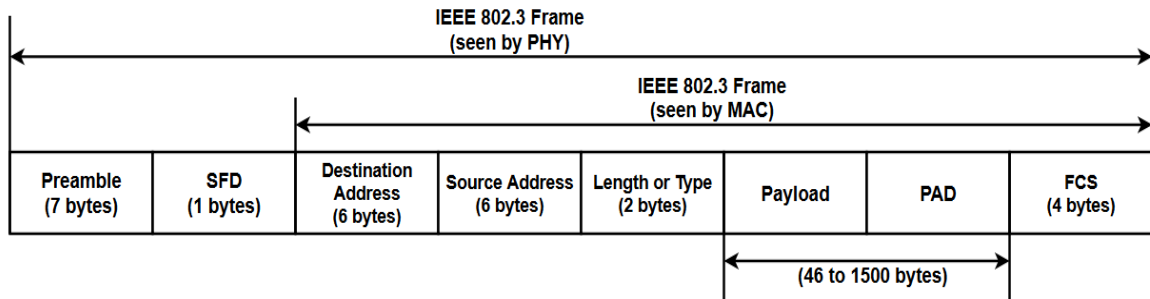 IEEE 802.3 Frame
(seen by PHY)
IEEE 802.3 Frame
(seen by MAC)
Preamble
(7 bytes)
SFD
(1 bytes)
Destination
Address
(6 bytes)
Source Address
(6 bytes)
Length or Type
(2 bytes)
Payload
PAD
FCS
(4 bytes)
(46 to 1500 bytes)